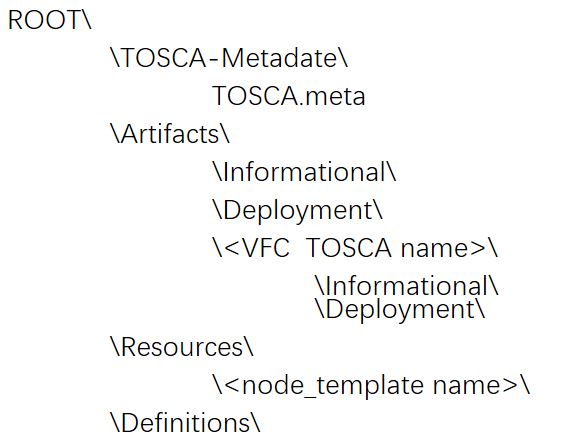 ROOT\
\TOSCA-Metadate\
TOSCA.meta
\Artifacts\
\Informational\
\Deployment\
\<VFC  TOSCA name>\
\Informational\
\Deployment\
\Resources\
\<node_template name>\
\Definitions\